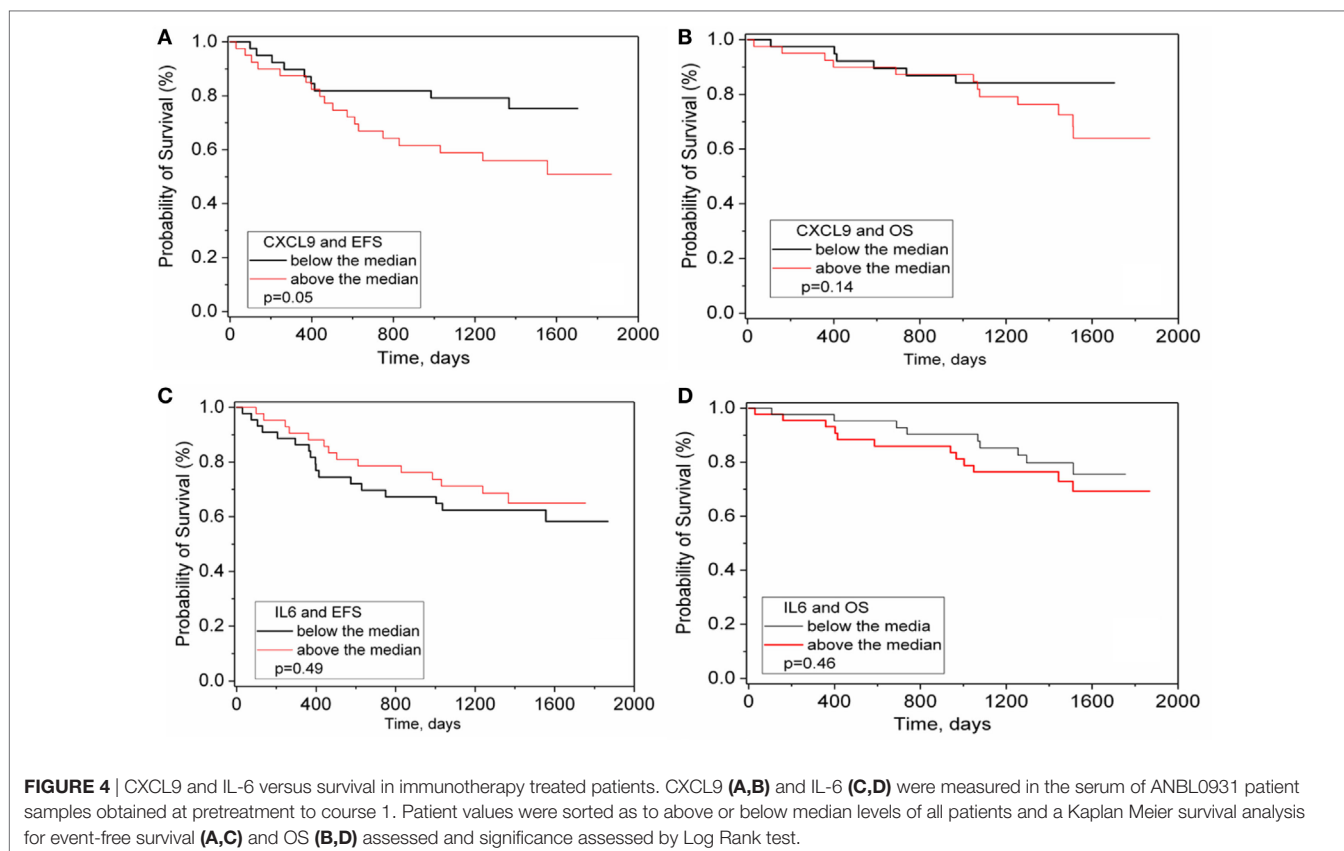 A
Probability of Survival (%)
1.0
0.8
0.6
0.4
0.2
0.0
CXCL9 and EFS
below the median
above the median
p=0.05
0 400 800 1200 1600 2000
Time, days
B
Probability of Survival (%)
1.0
0.8
0.6
0.4
0.2
0.0
CXCL9 and OS
below the median
above the median
p=0.14
0 400 800 1200 1600 2000
Time, days
C
Probability of Survival (%)
1.0
0.8
0.6
0.4
0.2
0.0
IL6 and EFS
below the median
above the median
p=0.49
0 400 800 1200 1600 2000
Time, days
D
Probability of Survival (%)
1.0
0.8
0.6
0.4
0.2
0.0
IL6 and OS
below the media
above the median
p=0.46
0 400 800 1200 1600 2000
Time, days
FIGURE 4 | CXCL9 and IL-6 versus survival in immunotherapy treated patients. CXCL9 (A,B) and IL-6 (C,D) were measured in the serum of ANBL0931 patient
samples obtained at pretreatment to course 1. Patient values were sorted as to above or below median levels of all patients and a Kaplan Meier survival analysis
for event-free survival (A,C) and OS (B,D) assessed and significance assessed by Log Rank test.